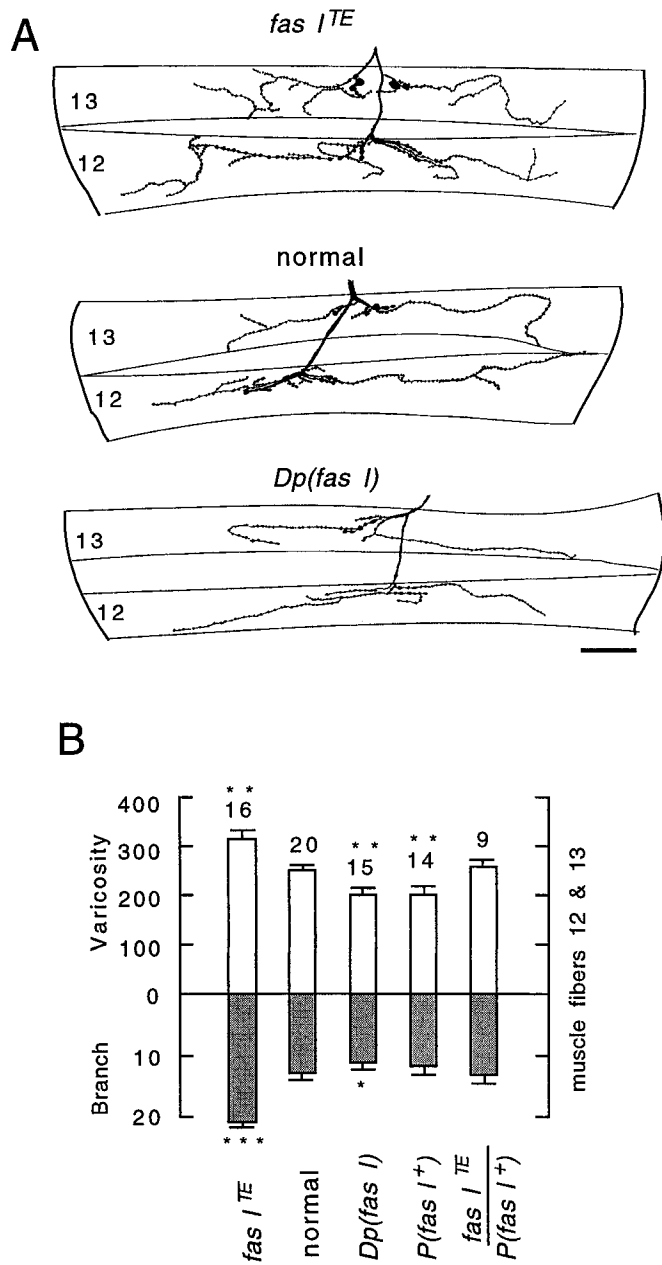 A
fas I TE
13
12
normal
13
12
Dp(fas I)
13
12
B
* *
16
20
* *
15
* *
14
9
400
300
200
100
0
10
20
Varicosity
Branch
muscle fibers 12 & 13
*
* * *
fas I TE
normal
Dp(fas I)
P(fas I+)
fas I TE
P(fas I+)